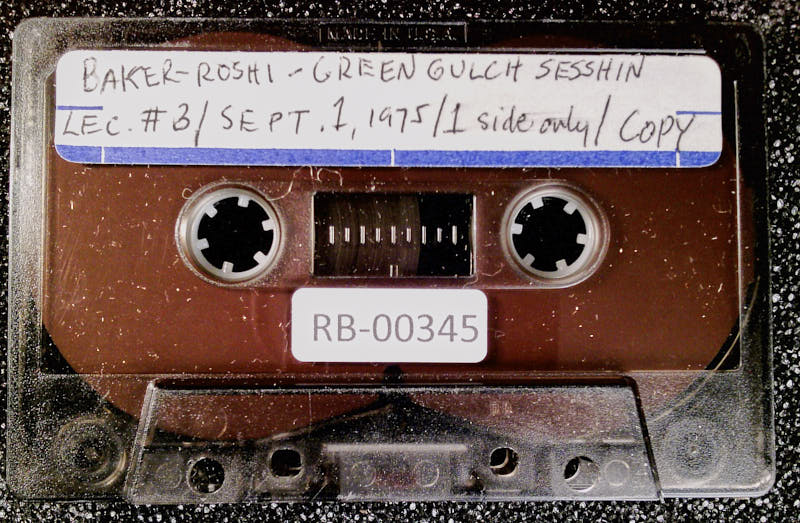 MADE IN U.S.A.
BAKER-ROSHI - GREEN GULCH SESSHIN
LEC. #3/ SEPT. 1, 1975/1 side only/ COPY
RB-00345